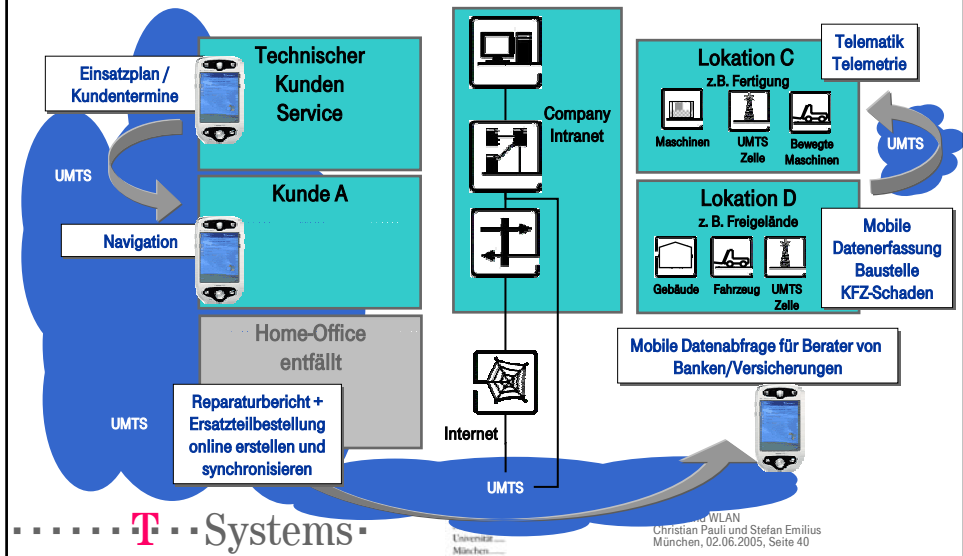 Technischer
Kunden
Service
Einsatzplan /
Kundentermine
UMTS
Kunde A
Navigation
Home-Office
entfällt
Reparaturbericht +
Ersatzteilbestellung
online erstellen und
synchronisieren
UMTS
Company
Intranet
Internet
UMTS
Lokation C
z.B. Fertigung
Maschinen
UMTS
Zelle
Bewegte
Maschinen
Telematik
Telemetrie
UMTS
Lokation D
z. B. Freigelände
Gebäude
Fahrzeug
UMTS
Zelle
Mobile
Datenerfassung
Baustelle
KFZ-Schaden
Mobile Datenabfrage für Berater von
Banken/Versicherungen
T Systems
Universität
München
WLAN
Christian Pauli und Stefan Emilius
München, 02.06.2005, Seite 40